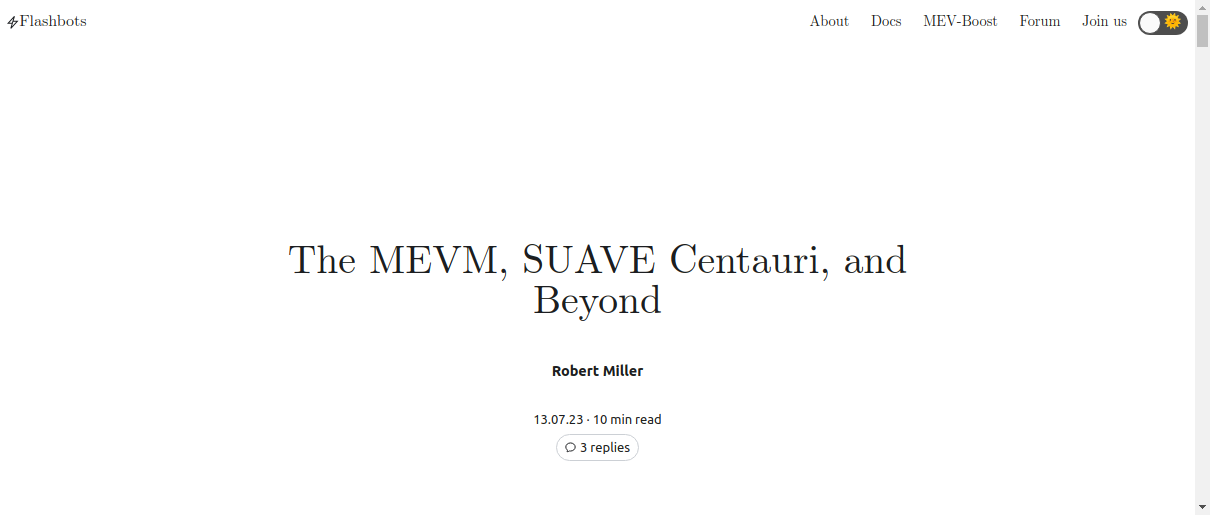 Flashbots
About Docs MEV-Boost Forum Join us
The MEVM, SUAVE Centauri, and
Beyond
Robert Miller
13.07.23 · 10 min read
3 replies